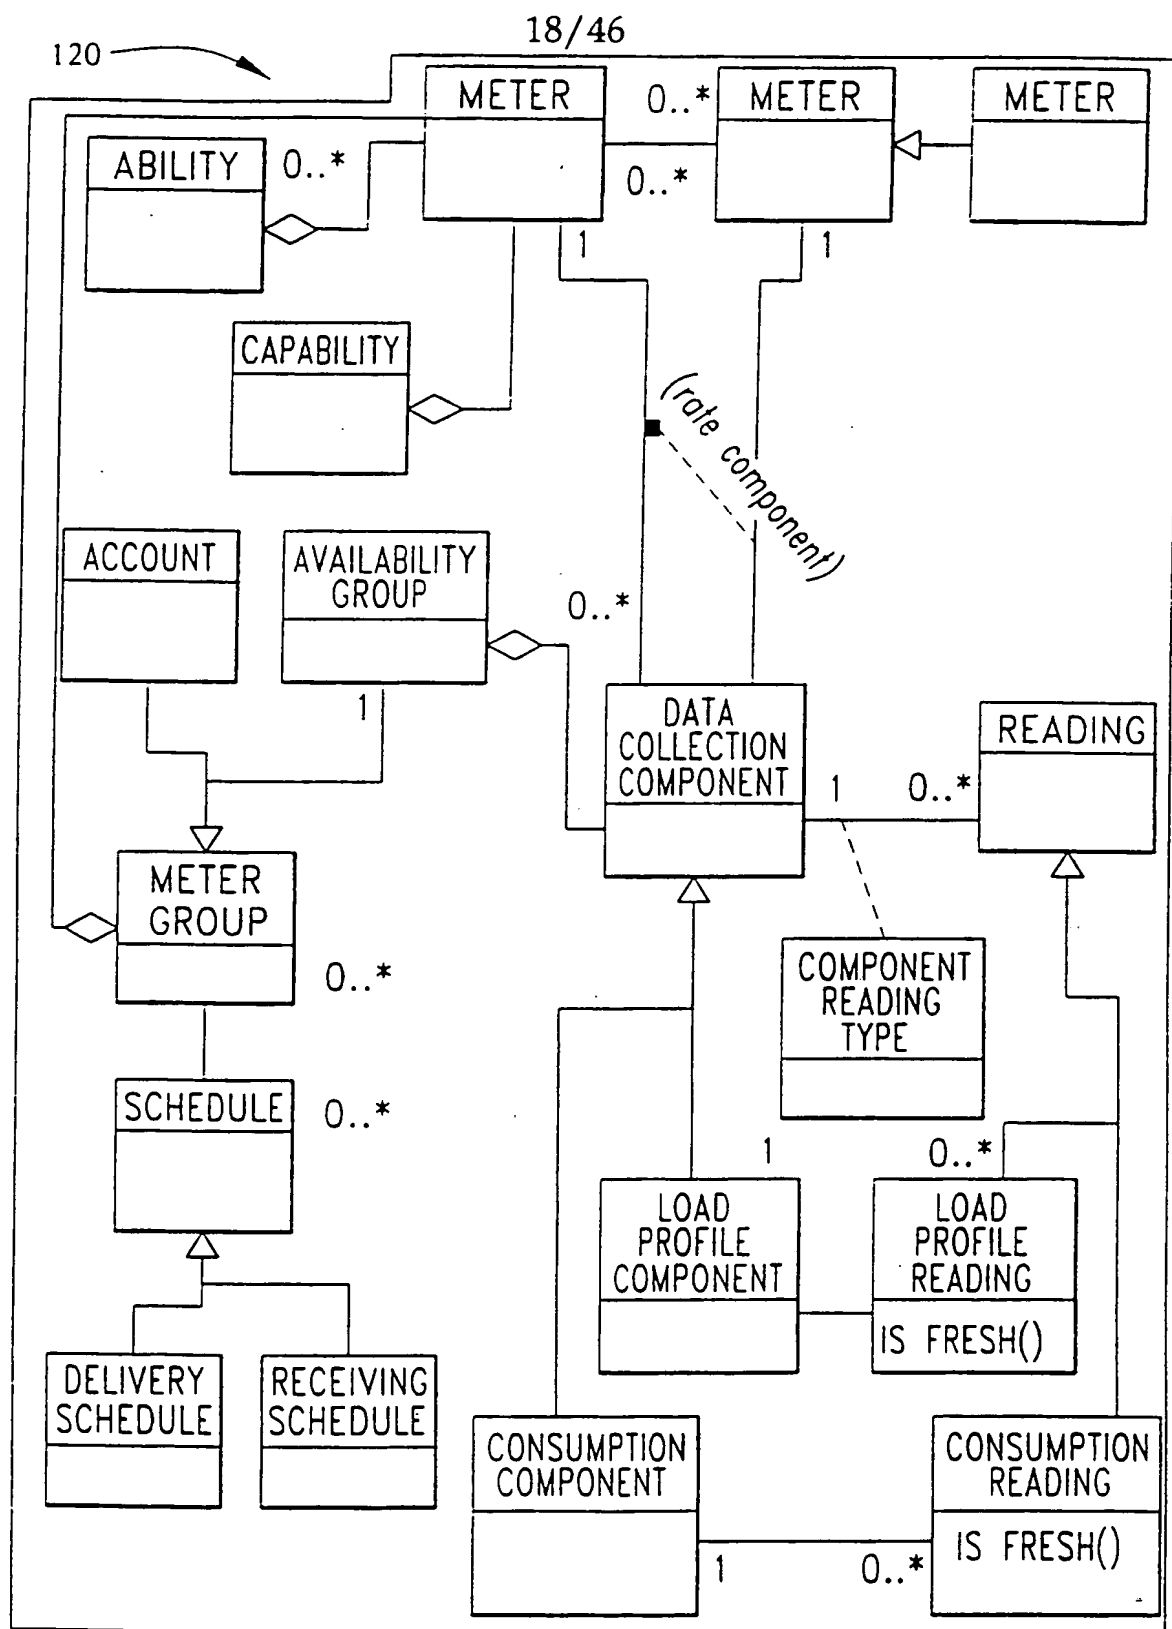 18/46
120
METER
0..*
METER
METER
ABILITY
0..*
0..*
1
1
CAPABILITY
(rate component)
ACCOUNT
AVAILABILITY
GROUP
0..*
1
DATA
COLLECTION
COMPONENT
READING
1
0..*
METER
GROUP
0..*
COMPONENT
READING
TYPE
SCHEDULE
0..*
1
0..*
LOAD
PROFILE
COMPONENT
LOAD
PROFILE
READING
IS FRESH()
DELIVERY
SCHEDULE
RECEIVING
SCHEDULE
CONSUMPTION
COMPONENT
CONSUMPTION
READING
IS FRESH()
1
0..*